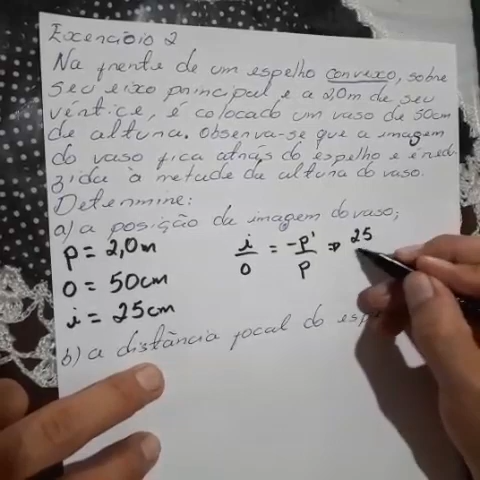 Exercício 2
Na frente de um espelho convexo, sobre
seu eixo principal e a 2,0m de seu
vértice, é colocado um vaso de 50cm
de altura. Observa-se que a imagem
do vaso fica atrás do espelho e é redu-
zida à metade da altura do vaso.
Determine:
a) a posição da imagem do vaso;
p = 2,0m
i/o = -p'/p ⇒ 25
o = 50cm
i = 25cm
b) a distância focal do